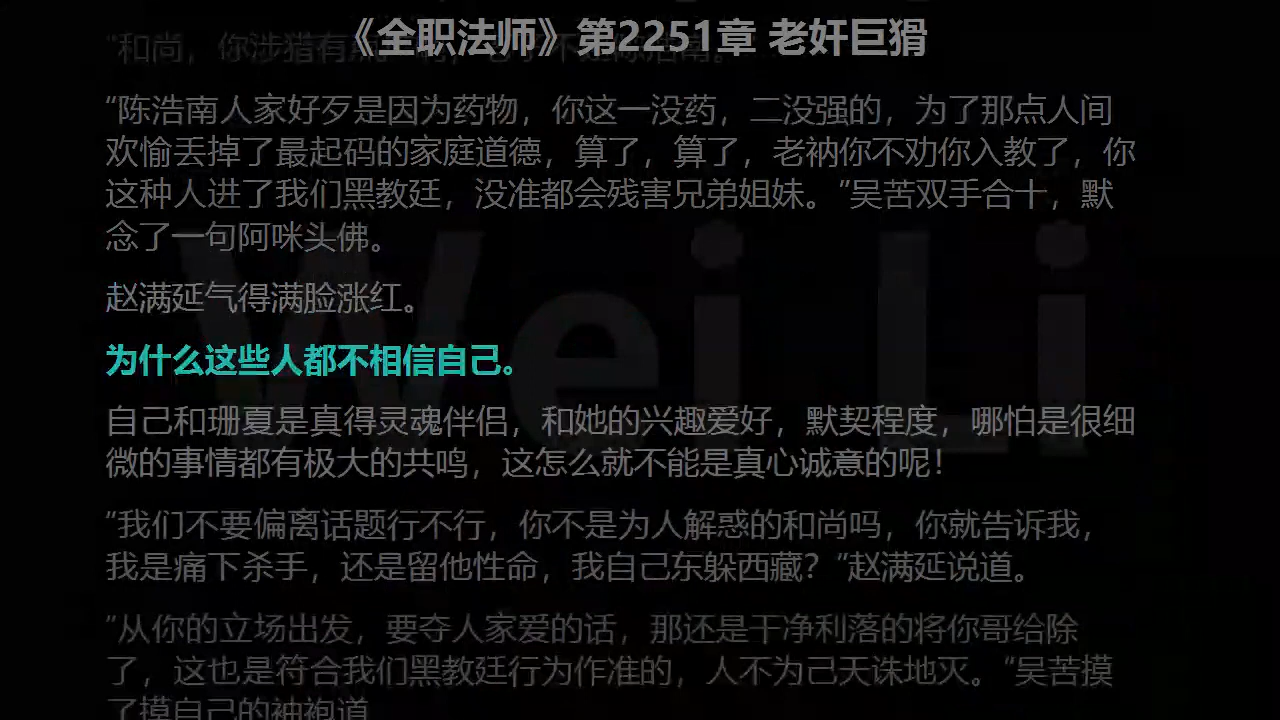 《全职法师》第2251章 老奸巨猾
“陈浩南人家好歹是因为药物，你这一没药，二没强的，为了那点人间
欢愉丢掉了最起码的家庭道德，算了，算了，老衲你不劝你入教了，你
这种人进了我们黑教廷，没准都会残害兄弟姐妹。”吴苦双手合十，默
念了一句阿咪头佛。
赵满延气得满脸涨红。
为什么这些人都不相信自己。
自己和珊夏是真得灵魂伴侣，和她的兴趣爱好，默契程度，哪怕是很细
微的事情都有极大的共鸣，这怎么就不能是真心诚意的呢！
“我们不要偏离话题行不行，你不是为人解惑的和尚吗，你就告诉我，
我是痛下杀手，还是留他性命，我自己东躲西藏？”赵满延说道。
“从你的立场出发，要夺人家爱的话，那还是干净利落的将你哥给除
了，这也是符合我们黑教廷行为作准的，人不为己天诛地灭。”吴苦摸
了摸自己的袖袍道
Wei Li